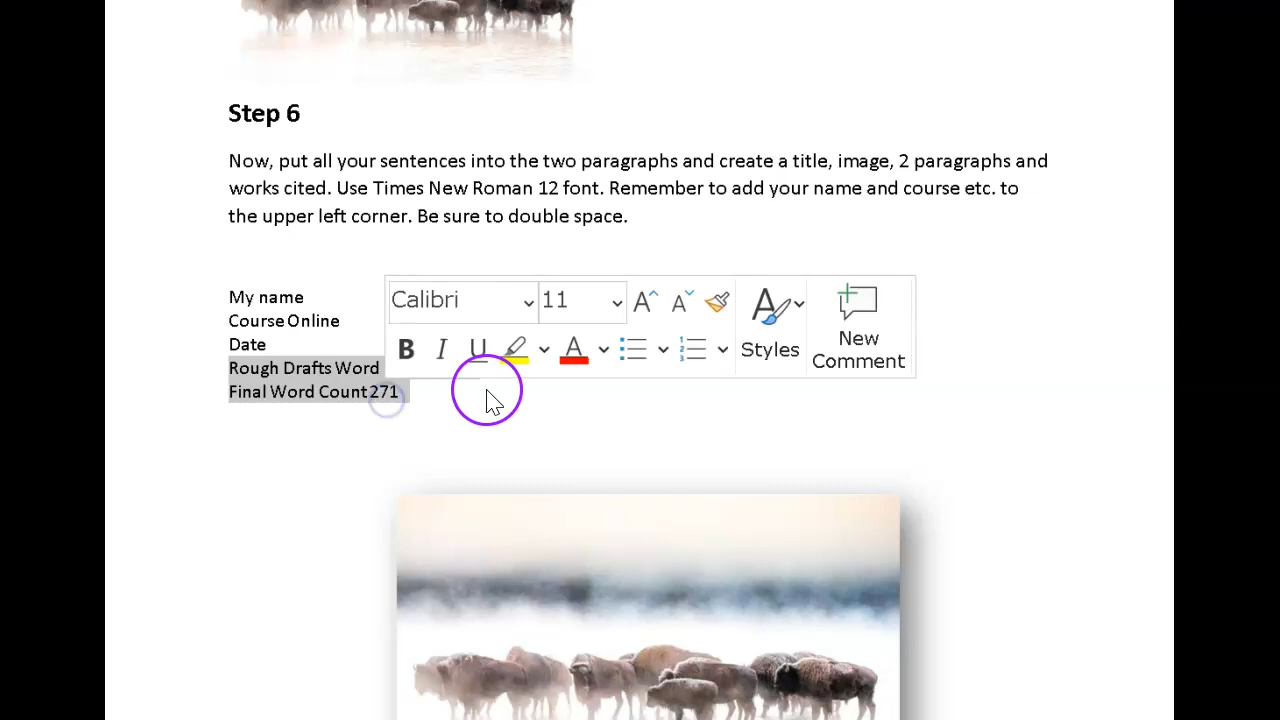 Step 6
Now, put all your sentences into the two paragraphs and create a title, image, 2 paragraphs and
works cited. Use Times New Roman 12 font. Remember to add your name and course etc. to
the upper left corner. Be sure to double space.
My name
Course Online
Date
Rough Drafts Word
Final Word Count 271
Calibri 11 A A
B I U A Styles New Comment